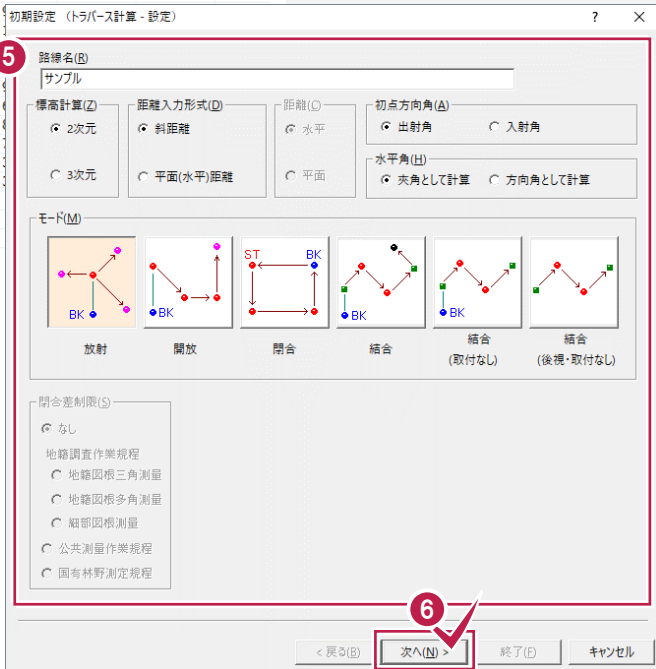 初期設定 （トラバース計算 - 設定）
? ×
5
路線名(R)
サンプル
標高計算(Z)
2次元
3次元
距離入力形式(D)
斜距離
平面(水平)距離
距離(C)
水平
平面
初点方向角(A)
出射角 入射角
水平角(H)
夾角として計算 方向角として計算
モード(M)
BK
放射
BK
開放
ST BK
閉合
BK
結合
BK
結合
(取付なし)
結合
(後視・取付なし)
閉合差制限(S)
なし
地籍調査作業規程
地籍図根三角測量
地籍図根多角測量
細部図根測量
公共測量作業規程
国有林野測定規程
6
< 戻る(B) 次へ(N) > 終了(F) キャンセル